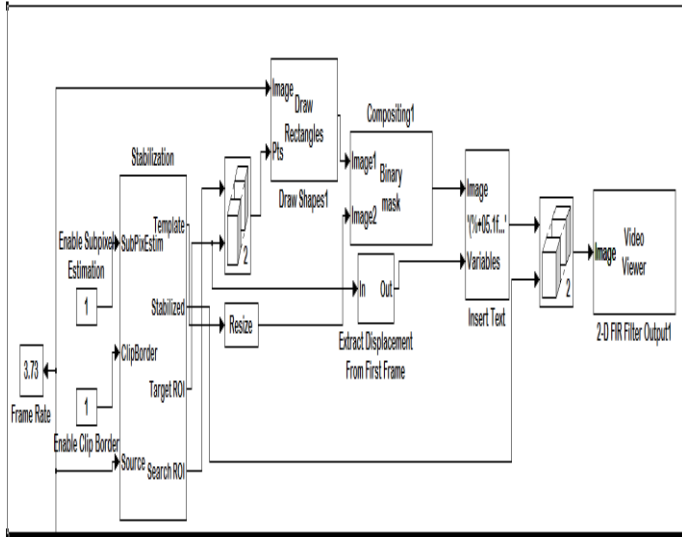 Image
Draw
Rectangles
Pts
Draw Shapes1
Compositing1
Image1
Binary
mask
Image2
Stabilization
Template
Enable Subpixel
SubPixEstim
Estimation
1
Stabilized
ClipBorder
3.73
Frame Rate
1
Enable Clip Border
Target ROI
Source
Search ROI
2
Resize
In
Out
Extract Displacement
From First Frame
Image
'(%+05.1f...'
Variables
Insert Text
2
Image
Video
Viewer
2-D FIR Filter Output1